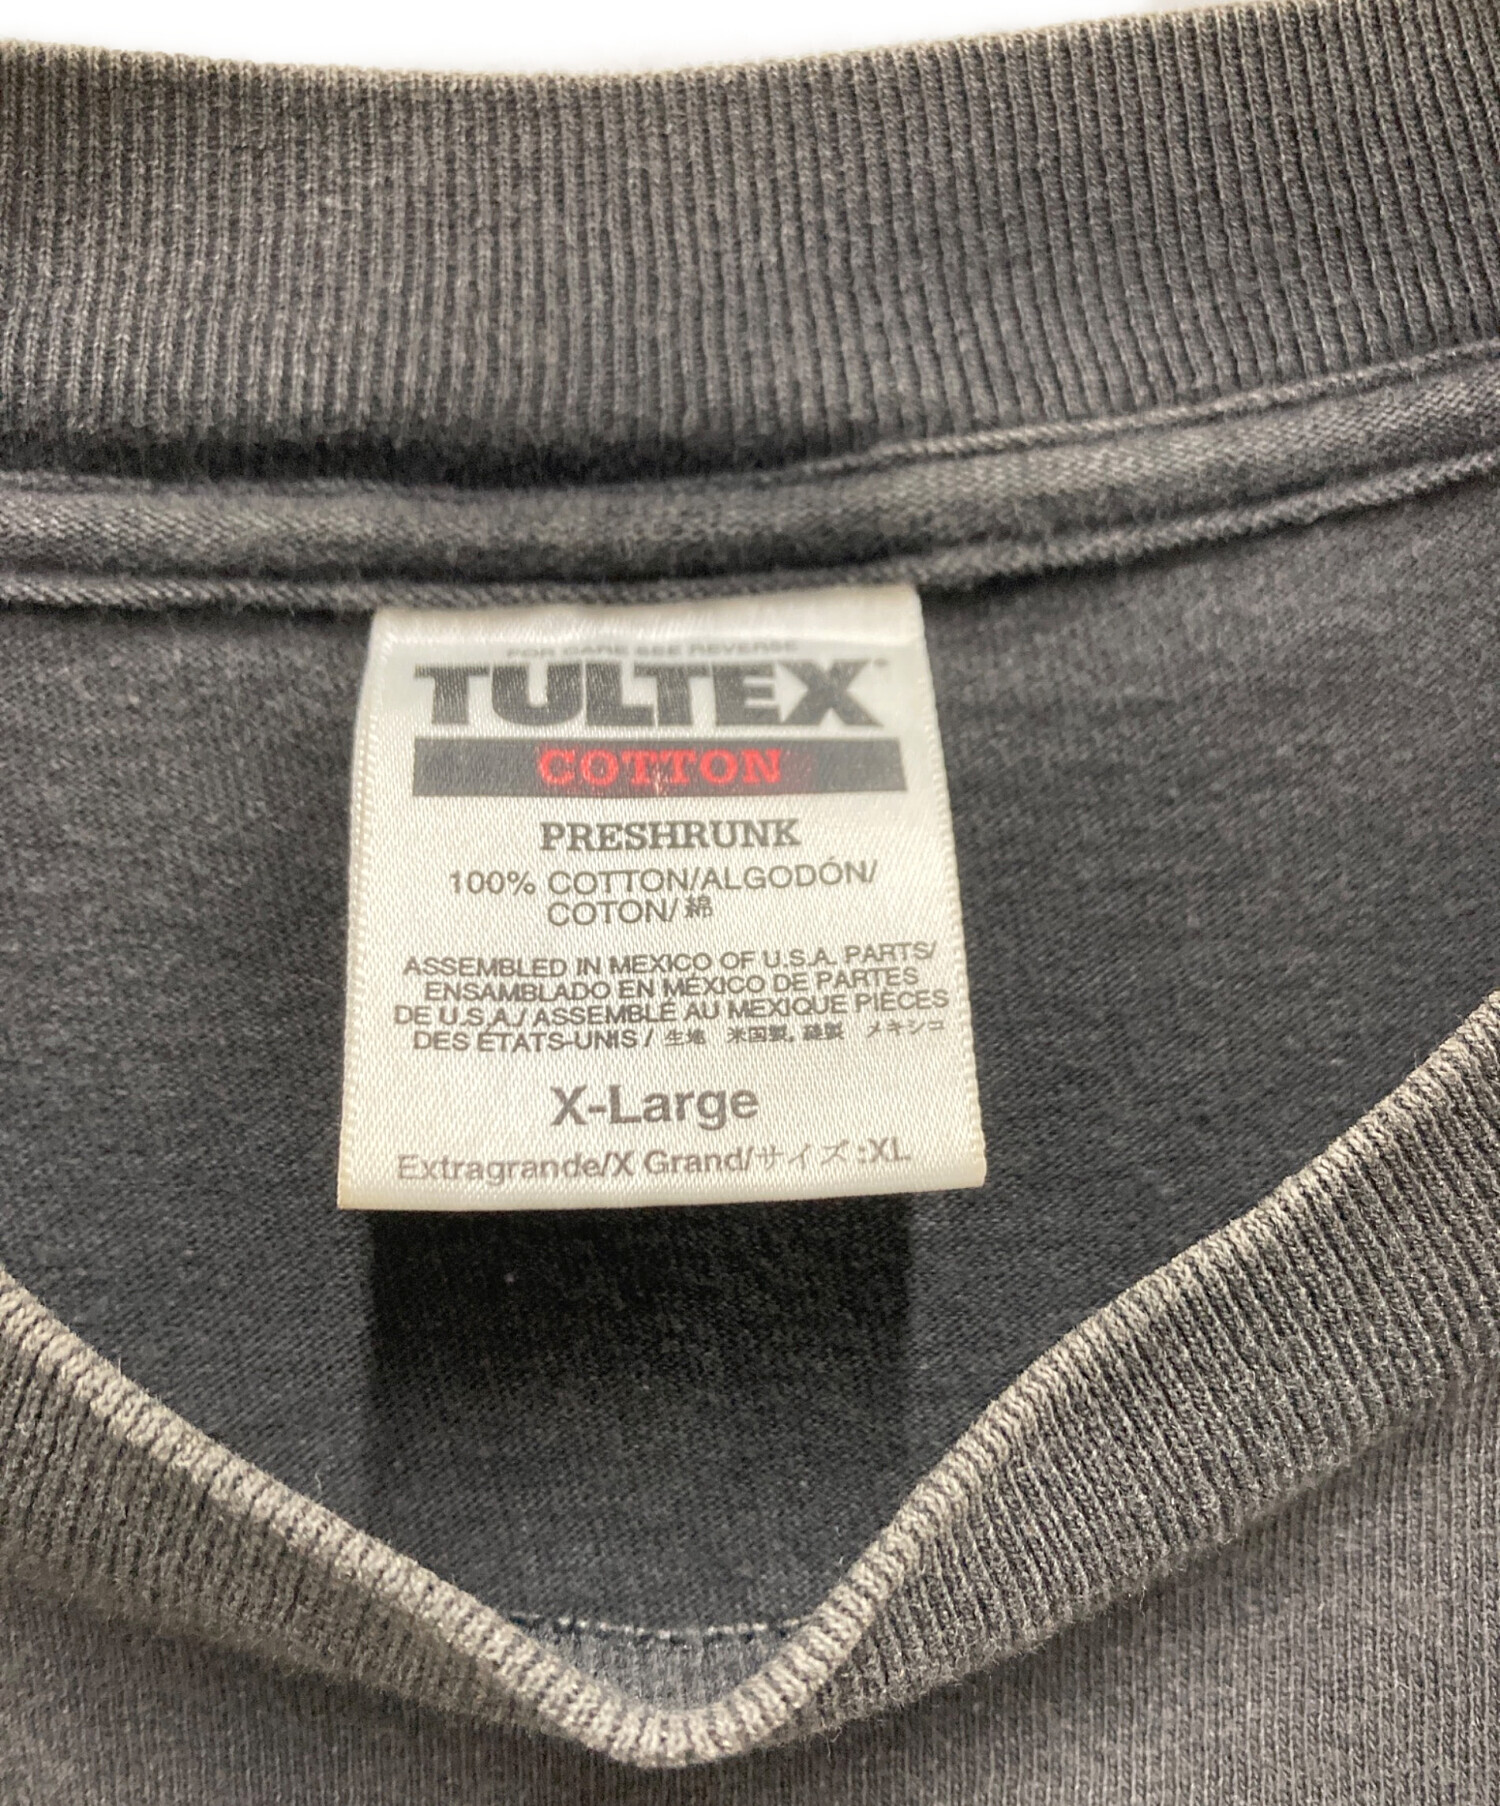 FOR CARE SEE REVERSE
TULTEX
COTTON
PRESHRUNK
100% COTTON/ALGODÓN/
COTON/綿
ASSEMBLED IN MEXICO OF U.S.A. PARTS/
ENSAMBLADO EN MÉXICO DE PARTES
DE U.S.A./ASSEMBLÉ AU MEXIQUE PIÈCES
DES ÉTATS-UNIS/生地 米国製, 縫製 メキシコ
X-Large
Extragrande/X Grand/サイズ:XL